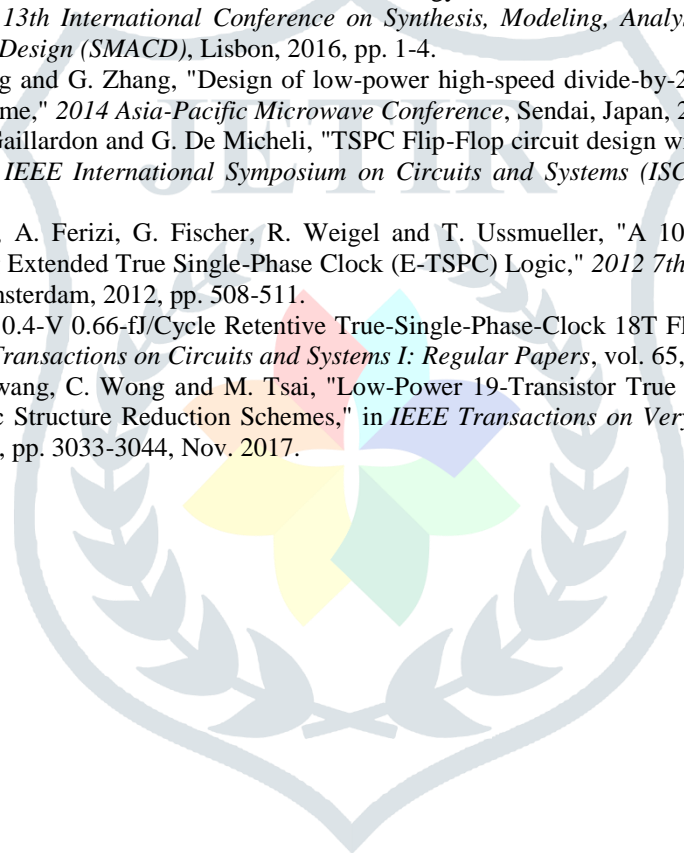 13th International Conference on Synthesis, Modeling, Analys
Design (SMACD), Lisbon, 2016, pp. 1-4.
g and G. Zhang, "Design of low-power high-speed divide-by-2
me," 2014 Asia-Pacific Microwave Conference, Sendai, Japan, 2
Gaillardon and G. De Micheli, "TSPC Flip-Flop circuit design wi
IEEE International Symposium on Circuits and Systems (ISC
JETIR
, A. Ferizi, G. Fischer, R. Weigel and T. Ussmueller, "A 10
Extended True Single-Phase Clock (E-TSPC) Logic," 2012 7th
msterdam, 2012, pp. 508-511.
0.4-V 0.66-fJ/Cycle Retentive True-Single-Phase-Clock 18T Fl
Transactions on Circuits and Systems I: Regular Papers, vol. 65,
wang, C. Wong and M. Tsai, "Low-Power 19-Transistor True
c Structure Reduction Schemes," in IEEE Transactions on Very
, pp. 3033-3044, Nov. 2017.